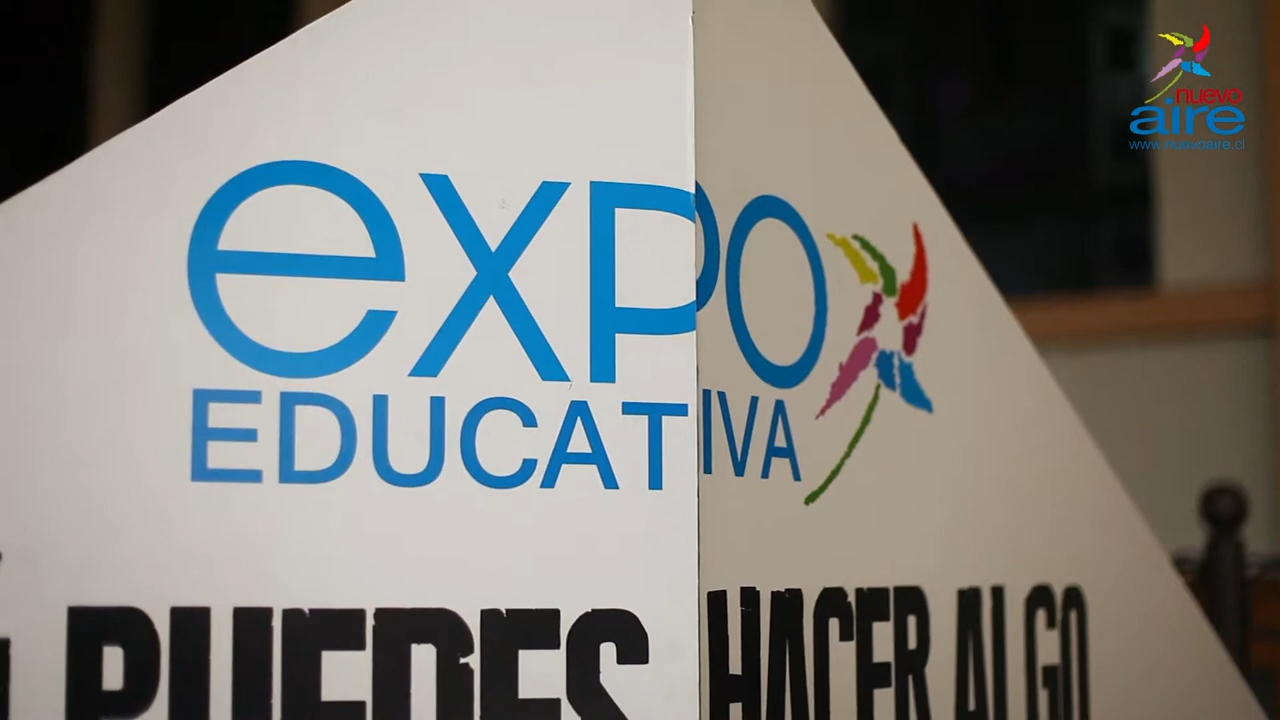 nuevo
aire
www.nuevoaire.cl
expo
EDUCATIVA
PUEDES HACER ALGO